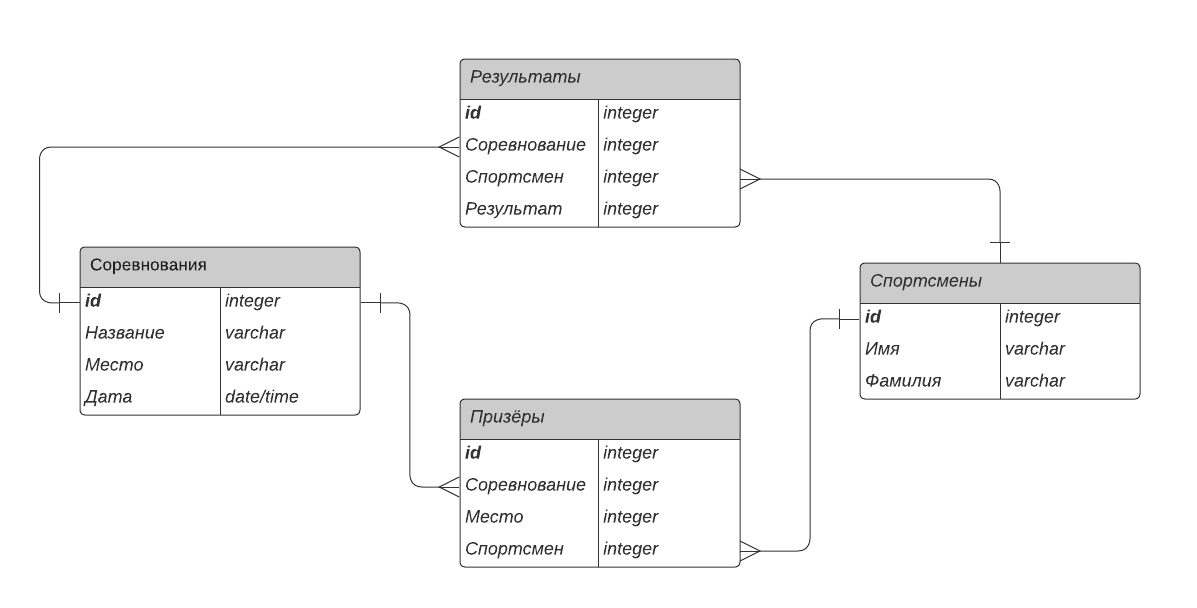 Результаты
id integer
Соревнование integer
Спортсмен integer
Результат integer
Соревнования
id integer
Название varchar
Место varchar
Дата date/time
Спортсмены
id integer
Имя varchar
Фамилия varchar
Призёры
id integer
Соревнование integer
Место integer
Спортсмен integer